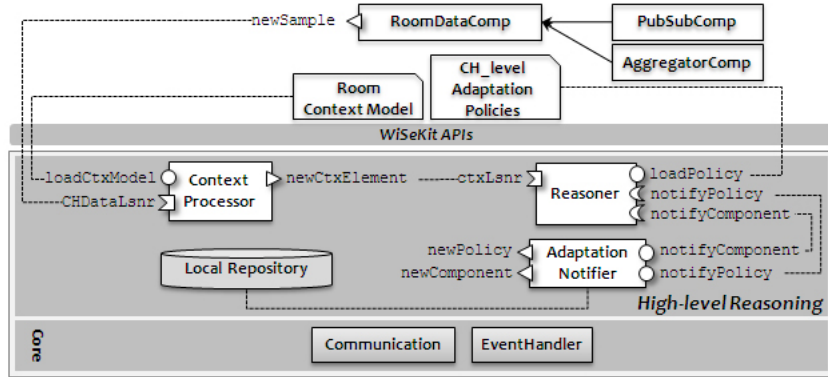 newSample
RoomDataComp
PubSubComp
AggregatorComp
Room
Context Model
CH_level
Adaptation
Policies
WiSeKit APIs
loadCtxModel
CHDataLsnr
Context
Processor
newCtxElement
ctxLsnr
Reasoner
loadPolicy
notifyPolicy
notifyComponent
Local Repository
newPolicy
newComponent
Adaptation
Notifier
notifyComponent
notifyPolicy
High-level Reasoning
Core
Communication
EventHandler